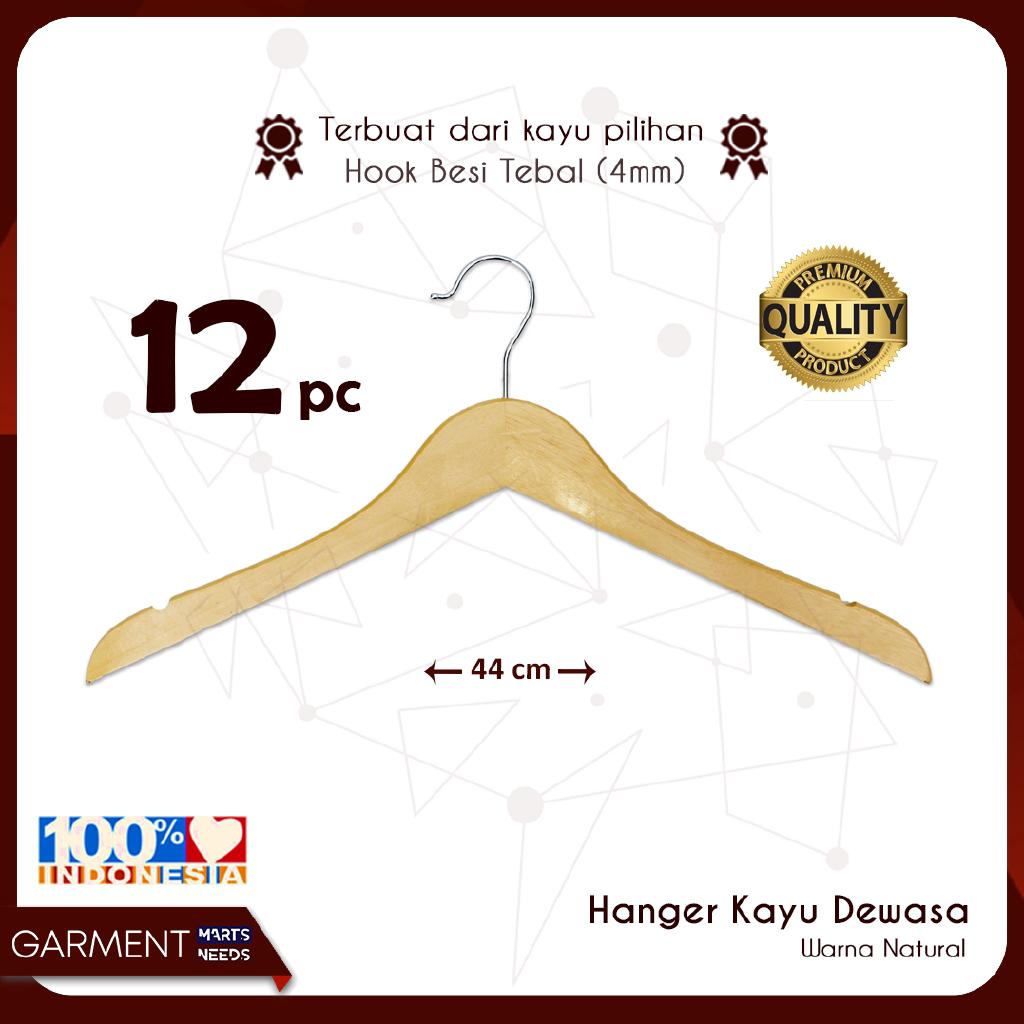 Terbuat dari kayu pilihan
Hook Besi Tebal (4mm)
12 pc
PREMIUM
QUALITY
PRODUCT
44 cm
100%
INDONESIA
GARMENT MARTS NEEDS
Hanger Kayu Dewasa
Warna Natural